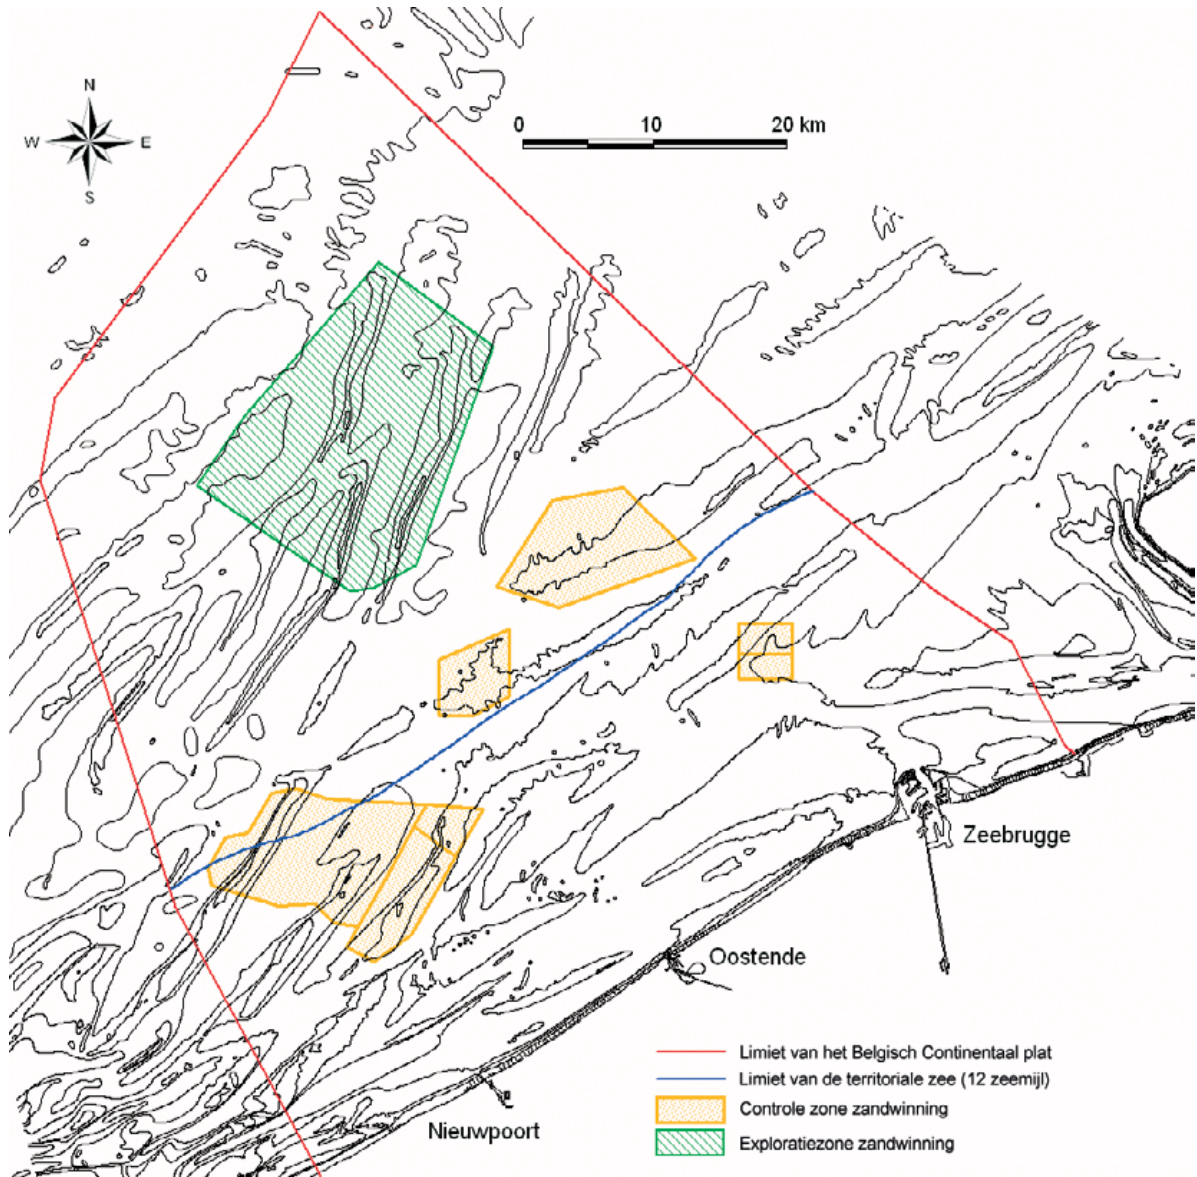 N
W E
S
0 10 20 km
Zeebrugge
Oostende
Nieuwpoort
Limiet van het Belgisch Continentaal plat
Limiet van de territoriale zee (12 zeemijl)
Controle zone zandwinning
Exploratiezone zandwinning